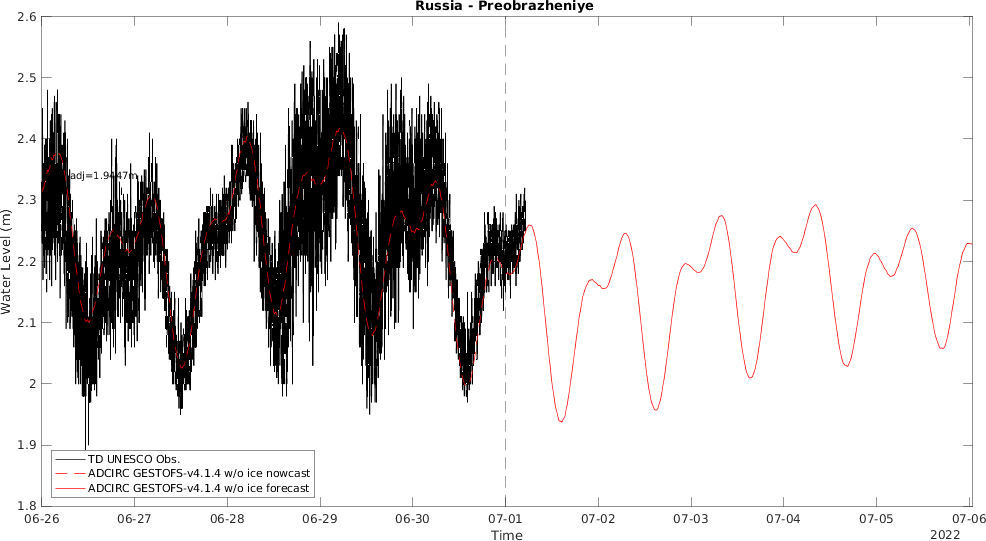 Russia - Preobrazheniye
2.6
2.5
2.4
2.3
2.2
2.1
2
1.9
1.8
Water Level (m)
adj=1.9447m
TD UNESCO Obs.
ADCIRC GESTOFS-v4.1.4 w/o ice nowcast
ADCIRC GESTOFS-v4.1.4 w/o ice forecast
06-26 06-27 06-28 06-29 06-30 07-01 07-02 07-03 07-04 07-05 07-06
Time
2022